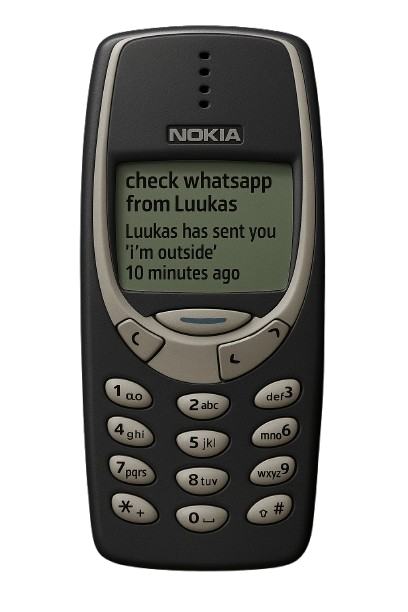 NOKIA
check whatsapp
from Luukas
Luukas has sent you
'i'm outside'
10 minutes ago
1 ao
2 abc
def 3
4 ghi
5 jkl
mno 6
7 pqrs
8 tuv
wxyz 9
* +
0
#